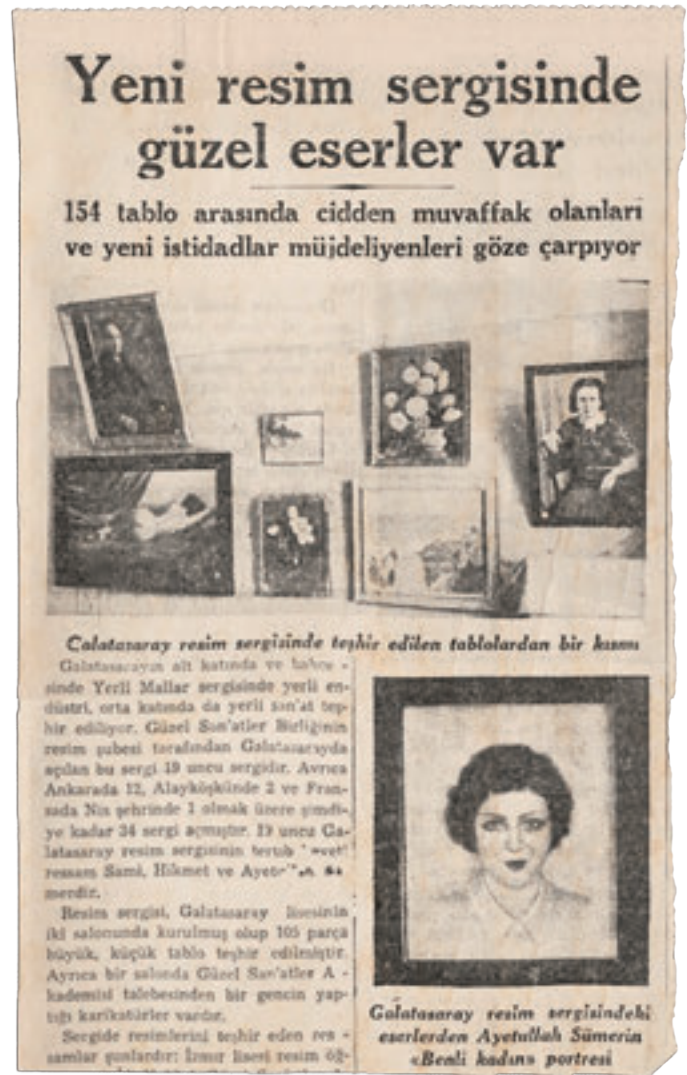 Yeni resim sergisinde
güzel eserler var
154 tablo arasında cidden muvaffak olanları
ve yeni istidadlar müjdeliyenleri göze çarpıyor
Galatasaray resim sergisinde teşhir edilen tablolardan bir kısmı
Galatasarayın alt katında ve bahçe -
sinde Yerli Mallar sergisinde yerli en-
düstri, orta katında da yerli san'at teş-
hir ediliyor. Güzel San'atler Birliğinin
resim şubesi tarafından Galatasarayda
açılan bu sergi 19 uncu sergidir. Ayrıca
Ankarada 12, Alayköşkünde 2 ve Fran-
sada Nis şehrinde 1 olmak üzere şimdi-
ye kadar 34 sergi açmıştır. 19 uncu Ga-
latasaray resim sergisinin tertib
ressam Sami, Hikmet ve
merdir.
Resim sergisi, Galatasaray lisesinin
iki salonunda kurulmuş olup 105 parça
büyük, küçük tablo teşhir edilmiştir.
Ayrıca bir salonda Güzel San'atler A -
kademisi talebesinden bir gencin yap-
tığı karikatürler vardır.
Sergide resimlerini teşhir eden res -
samlar şunlardır: İzmir lisesi resim öğ-
Galatasaray resim sergisindeki
eserlerden Ayetullah Sümerin
«Benli kadın» portresi